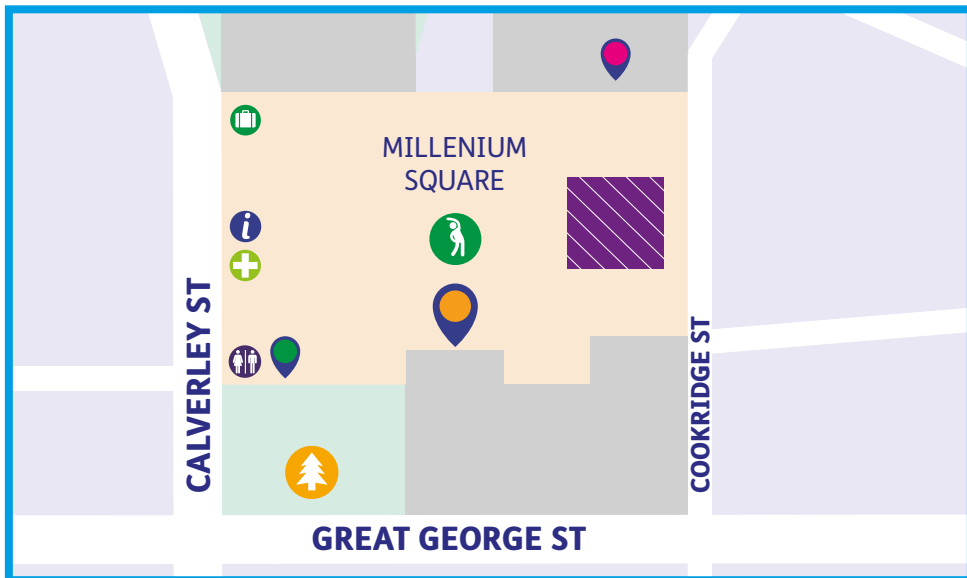 MILLENIUM
SQUARE
i
CALVERLEY ST
COOKRIDGE ST
GREAT GEORGE ST